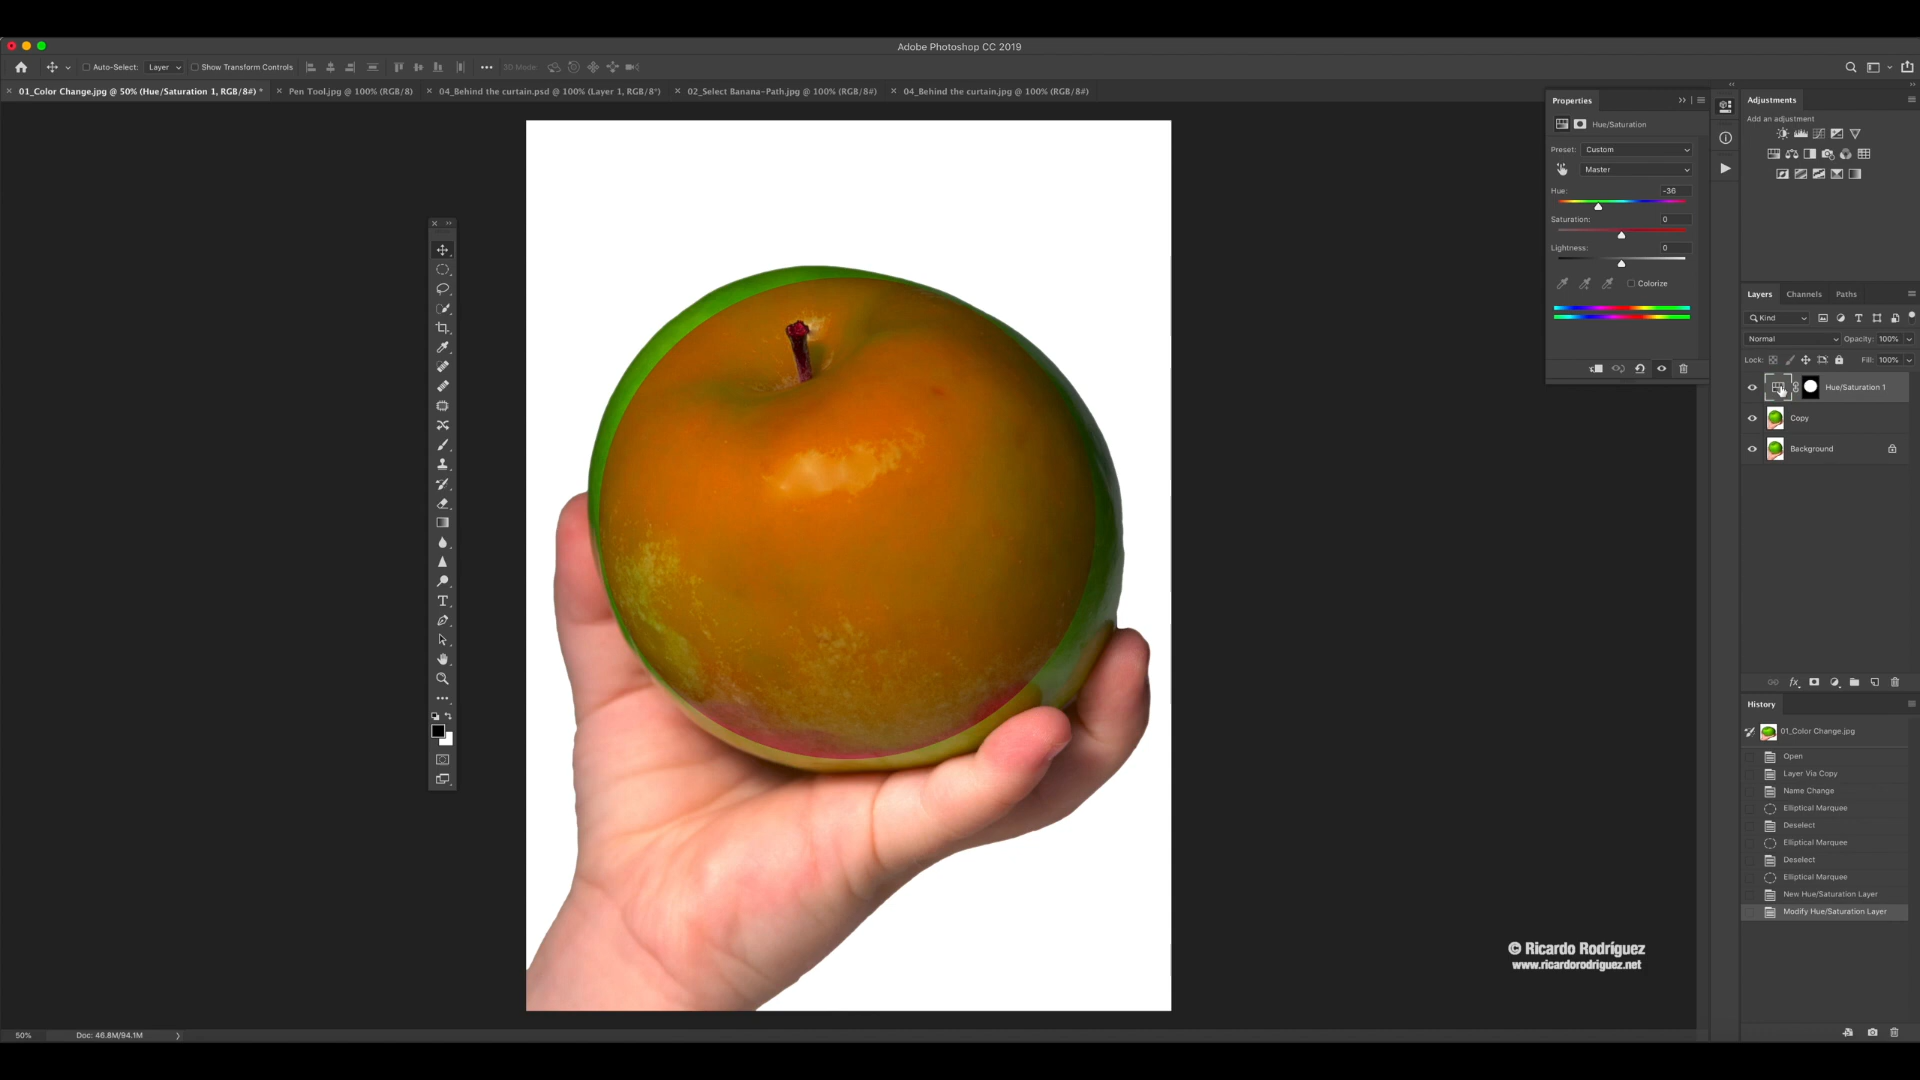 Adobe Photoshop CC 2019
Auto-Select: Layer Show Transform Controls 3D Mode:
01_Color Change.jpg @ 50% (Hue/Saturation 1, RGB/8#) * Pen Tool.jpg @ 100% (RGB/8) 04_Behind the curtain.psd @ 100% (Layer 1, RGB/8*) 02_Select Banana-Path.jpg @ 100% (RGB/8#) 04_Behind the curtain.jpg @ 100% (RGB/8#)
Properties
Hue/Saturation
Preset: Custom
Master
Hue: -36
Saturation: 0
Lightness: 0
Colorize
Adjustments
Add an adjustment
Layers Channels Paths
Kind
Normal Opacity: 100%
Lock: Fill: 100%
Hue/Saturation 1
Copy
Background
History
01_Color Change.jpg
Open
Layer Via Copy
Name Change
Elliptical Marquee
Deselect
Elliptical Marquee
Deselect
Elliptical Marquee
New Hue/Saturation Layer
Modify Hue/Saturation Layer
© Ricardo Rodríguez
www.ricardorodriguez.net
50% Doc: 46.8M/94.1M